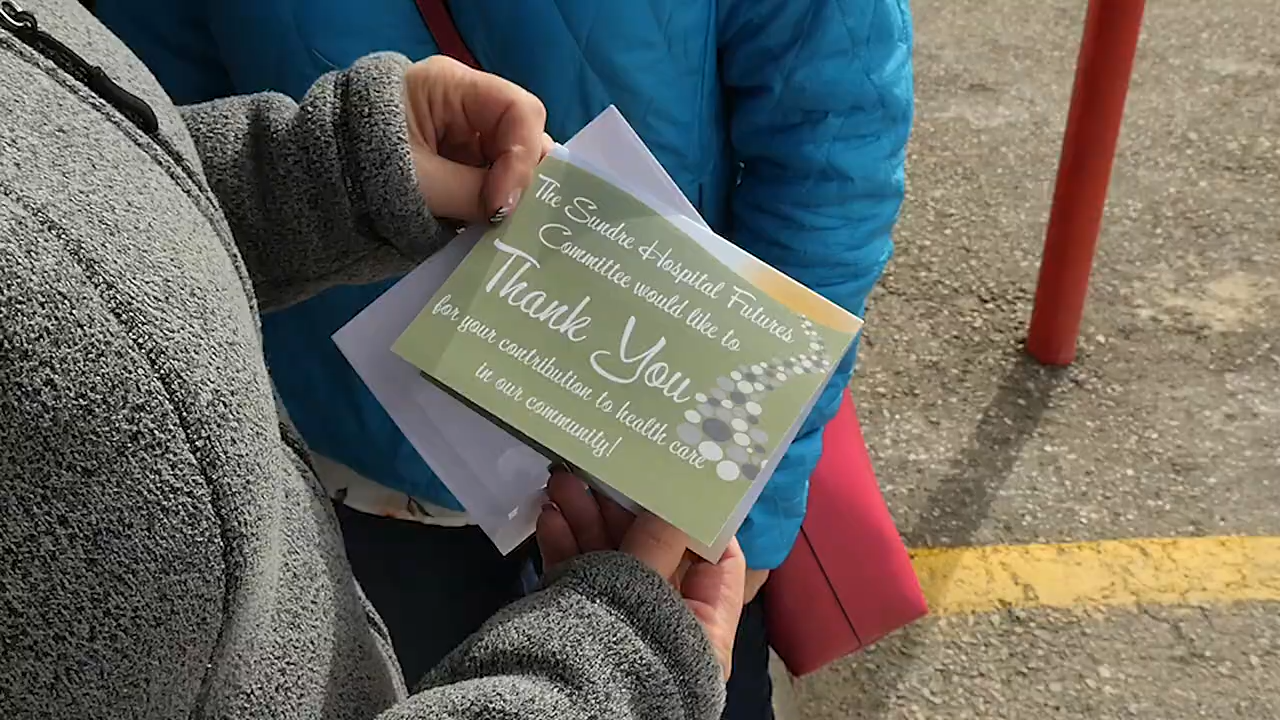 The Sundre Hospital Futures
Committee would like to
Thank You
for your contribution to health care
in our community!